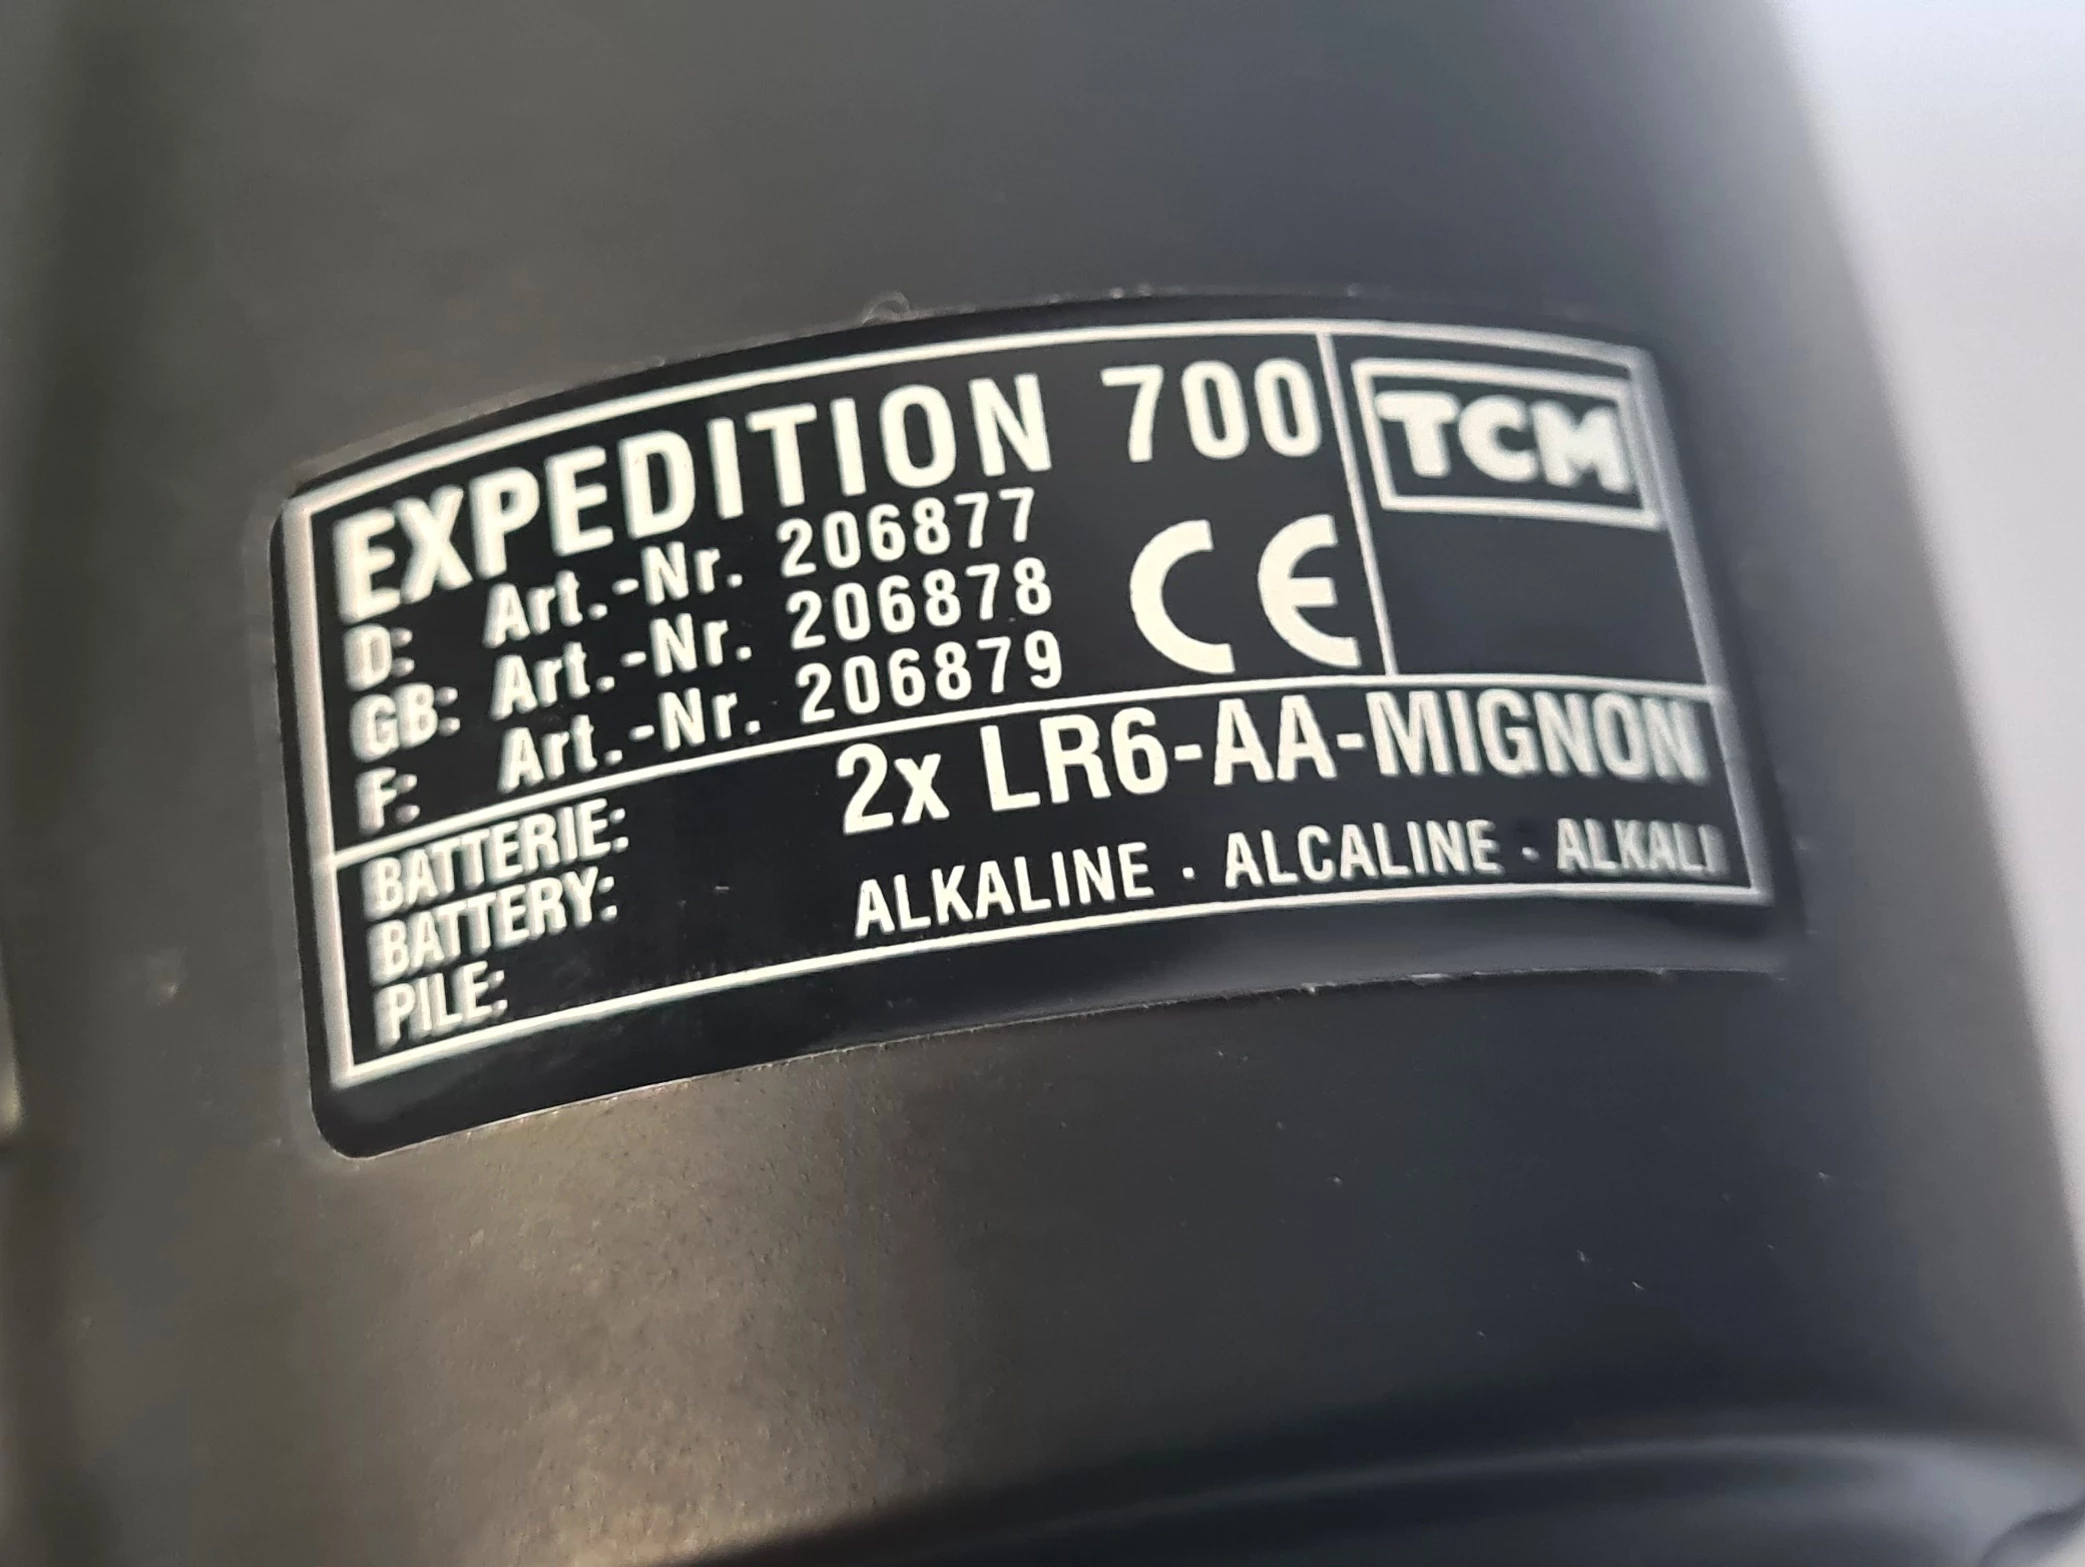 EXPEDITION 700
TCM
D: Art.-Nr. 206877
GB: Art.-Nr. 206878
F: Art.-Nr. 206879
CE
BATTERIE: 2x LR6-AA-MIGNON
BATTERY: ALKALINE · ALCALINE · ALKALI
PILE: